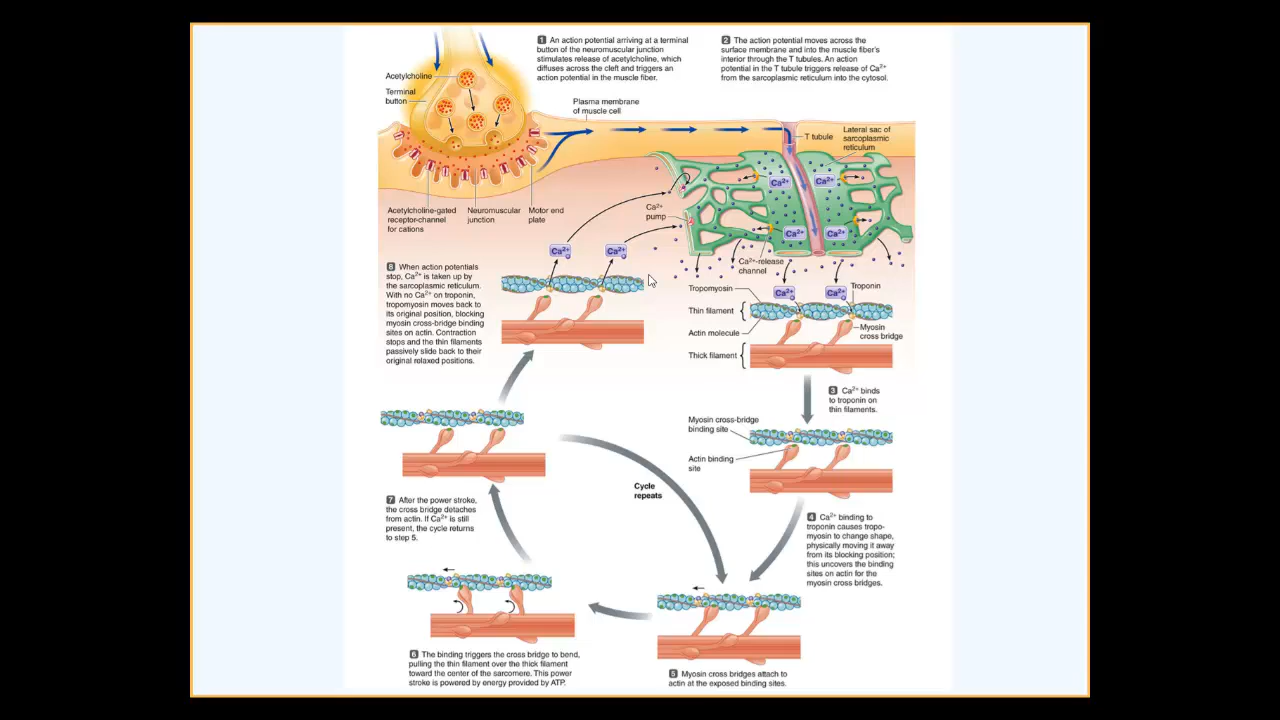 1 An action potential arriving at a terminal
button of the neuromuscular junction
stimulates release of acetylcholine, which
diffuses across the cleft and triggers an
action potential in the muscle fiber.
2 The action potential moves across the
surface membrane and into the muscle fiber's
interior through the T tubules. An action
potential in the T tubule triggers release of Ca²⁺
from the sarcoplasmic reticulum into the cytosol.
Acetylcholine
Terminal
button
Plasma membrane
of muscle cell
T tubule
Lateral sac of
sarcoplasmic
reticulum
Ca²⁺
Ca²⁺
Ca²⁺
Ca²⁺
Acetylcholine-gated
receptor-channel
for cations
Neuromuscular
junction
Motor end
plate
Ca²⁺
pump
Ca²⁺
Ca²⁺
Ca²⁺-release
channel
8 When action potentials
stop, Ca²⁺ is taken up by
the sarcoplasmic reticulum.
With no Ca²⁺ on troponin,
tropomyosin moves back to
its original position, blocking
myosin cross-bridge binding
sites on actin. Contraction
stops and the thin filaments
passively slide back to their
original relaxed positions.
Tropomyosin
Ca²⁺
Ca²⁺
Troponin
Thin filament
Actin molecule
Myosin
cross bridge
Thick filament
3 Ca²⁺ binds
to troponin on
thin filaments.
Myosin cross-bridge
binding site
Actin binding
site
Cycle
repeats
7 After the power stroke,
the cross bridge detaches
from actin. If Ca²⁺ is still
present, the cycle returns
to step 5.
4 Ca²⁺ binding to
troponin causes tropo-
myosin to change shape,
physically moving it away
from its blocking position;
this uncovers the binding
sites on actin for the
myosin cross bridges.
6 The binding triggers the cross bridge to bend,
pulling the thin filament over the thick filament
toward the center of the sarcomere. This power
stroke is powered by energy provided by ATP.
5 Myosin cross bridges attach to
actin at the exposed binding sites.